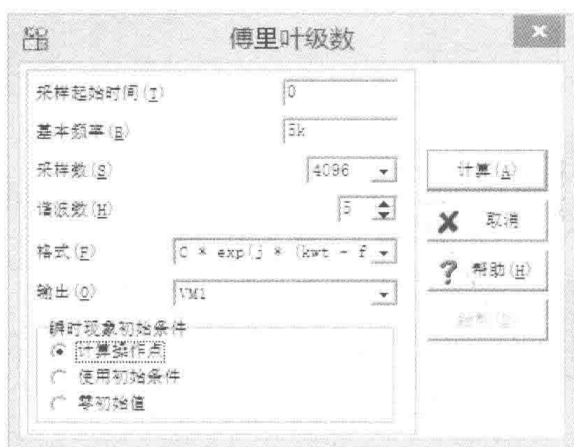 傅里叶级数
采样起始时间(I) 0
基本频率(B) 5k
采样数(S) 4096
谐波数(H) 5
格式(F) C * exp(j * (kwt - f
输出(O) VM1
瞬时现象初始条件
计算操作点
使用初始条件
零初始值
计算(A)
取消
帮助(H)